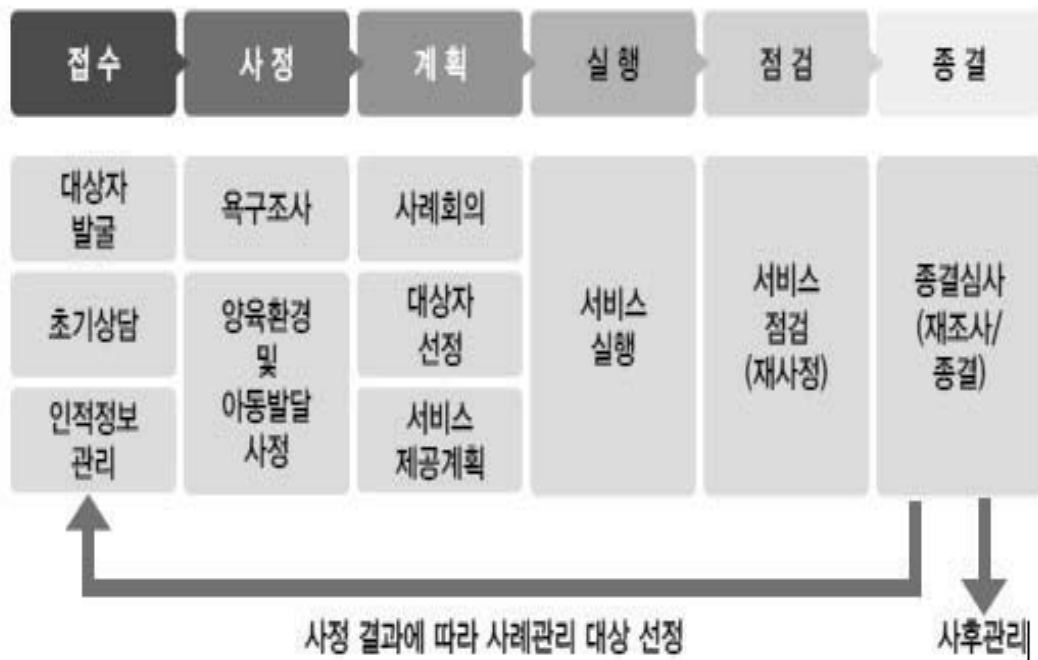 접수
사정
계획
실행
점검
종결
대상자
발굴
초기상담
인적정보
관리
욕구조사
양육환경
및
아동발달
사정
사례회의
대상자
선정
서비스
제공계획
서비스
실행
서비스
점검
(재사정)
종결심사
(재조사/
종결)
사정 결과에 따라 사례관리 대상 선정
사후관리